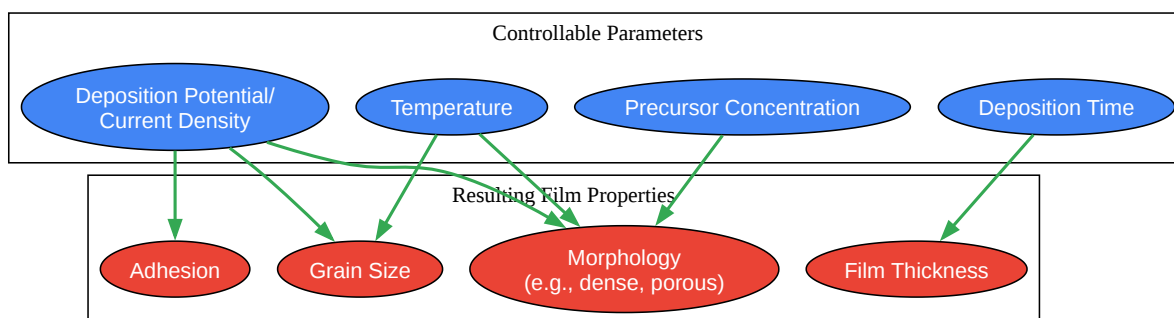 Controllable Parameters
Deposition Potential/
Current Density
Temperature
Precursor Concentration
Deposition Time
Resulting Film Properties
Adhesion
Grain Size
Morphology
(e.g., dense, porous)
Film Thickness